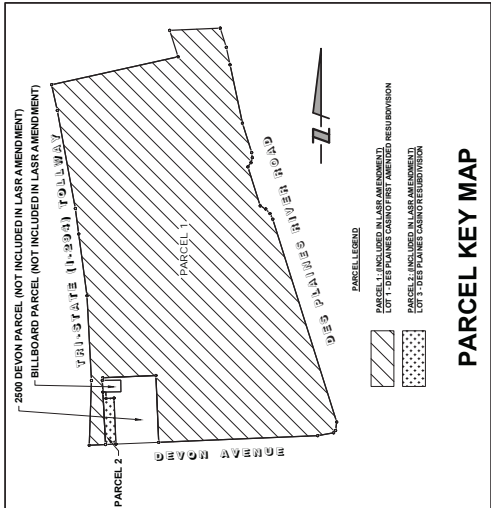 2500 DEVON PARCEL (NOT INCLUDED IN LASR AMENDMENT)
BILLBOARD PARCEL (NOT INCLUDED IN LASR AMENDMENT)
TRI-STATE (I-294) TOLLWAY
PARCEL 1
DES PLAINES RIVER ROAD
DEVON AVENUE
PARCEL 2
N
PARCEL LEGEND
PARCEL 1: (INCLUDED IN LASR AMENDMENT)
LOT 1 - DES PLAINES CASINO FIRST AMENDED RESUBDIVISION
PARCEL 2: (INCLUDED IN LASR AMENDMENT)
LOT 3 - DES PLAINES CASINO RESUBDIVISION
PARCEL KEY MAP